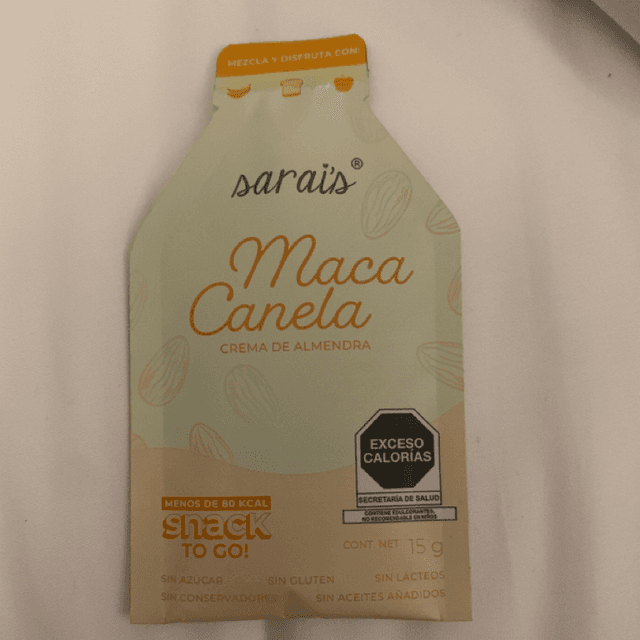 MEZCLA Y DISFRUTA CON
sarai's®
Maca
Canela
CREMA DE ALMENDRA
EXCESO
CALORÍAS
SECRETARÍA DE SALUD
CONTIENE EDULCORANTES,
NO RECOMENDABLE EN NIÑOS
MENOS DE 80 KCAL
snack
TO GO!
CONT. NET. 15 g
SIN AZUCAR SIN GLUTEN SIN LÁCTEOS
SIN CONSERVADORES SIN ACEITES AÑADIDOS